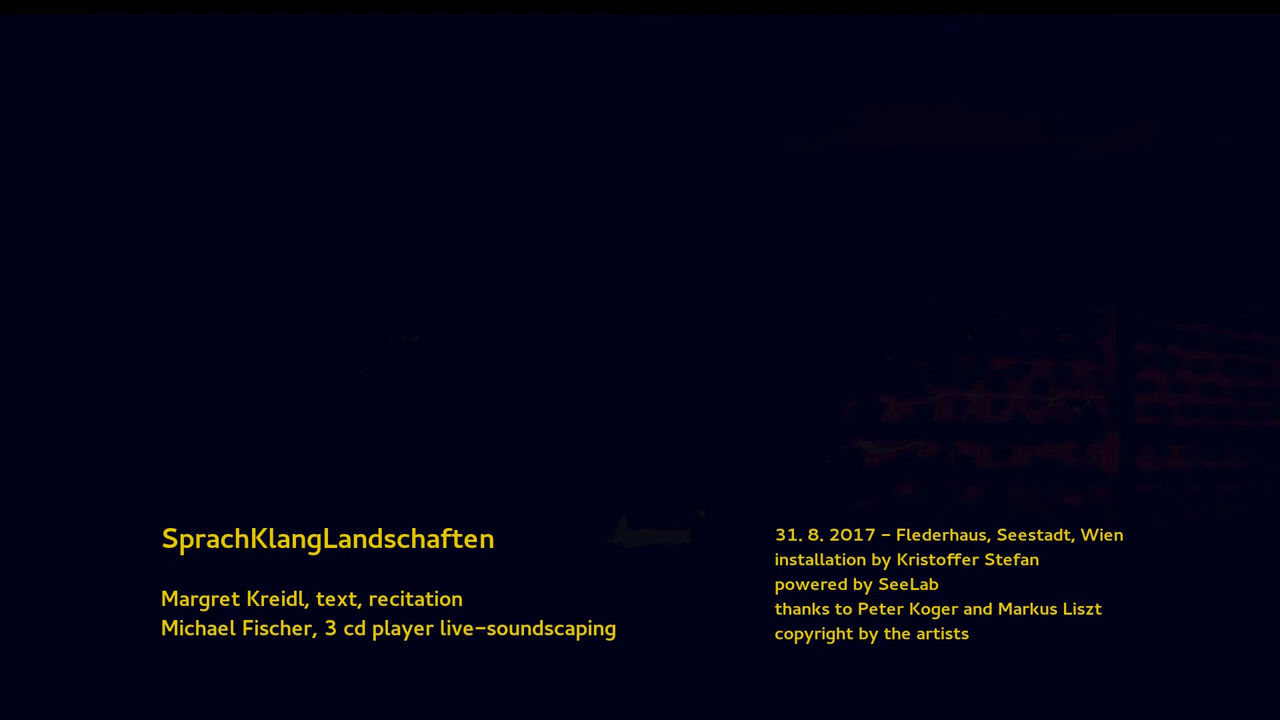 SprachKlangLandschaften
Margret Kreidl, text, recitation
Michael Fischer, 3 cd player live-soundscaping
31. 8. 2017 - Flederhaus, Seestadt, Wien
installation by Kristoffer Stefan
powered by SeeLab
thanks to Peter Koger and Markus Liszt
copyright by the artists